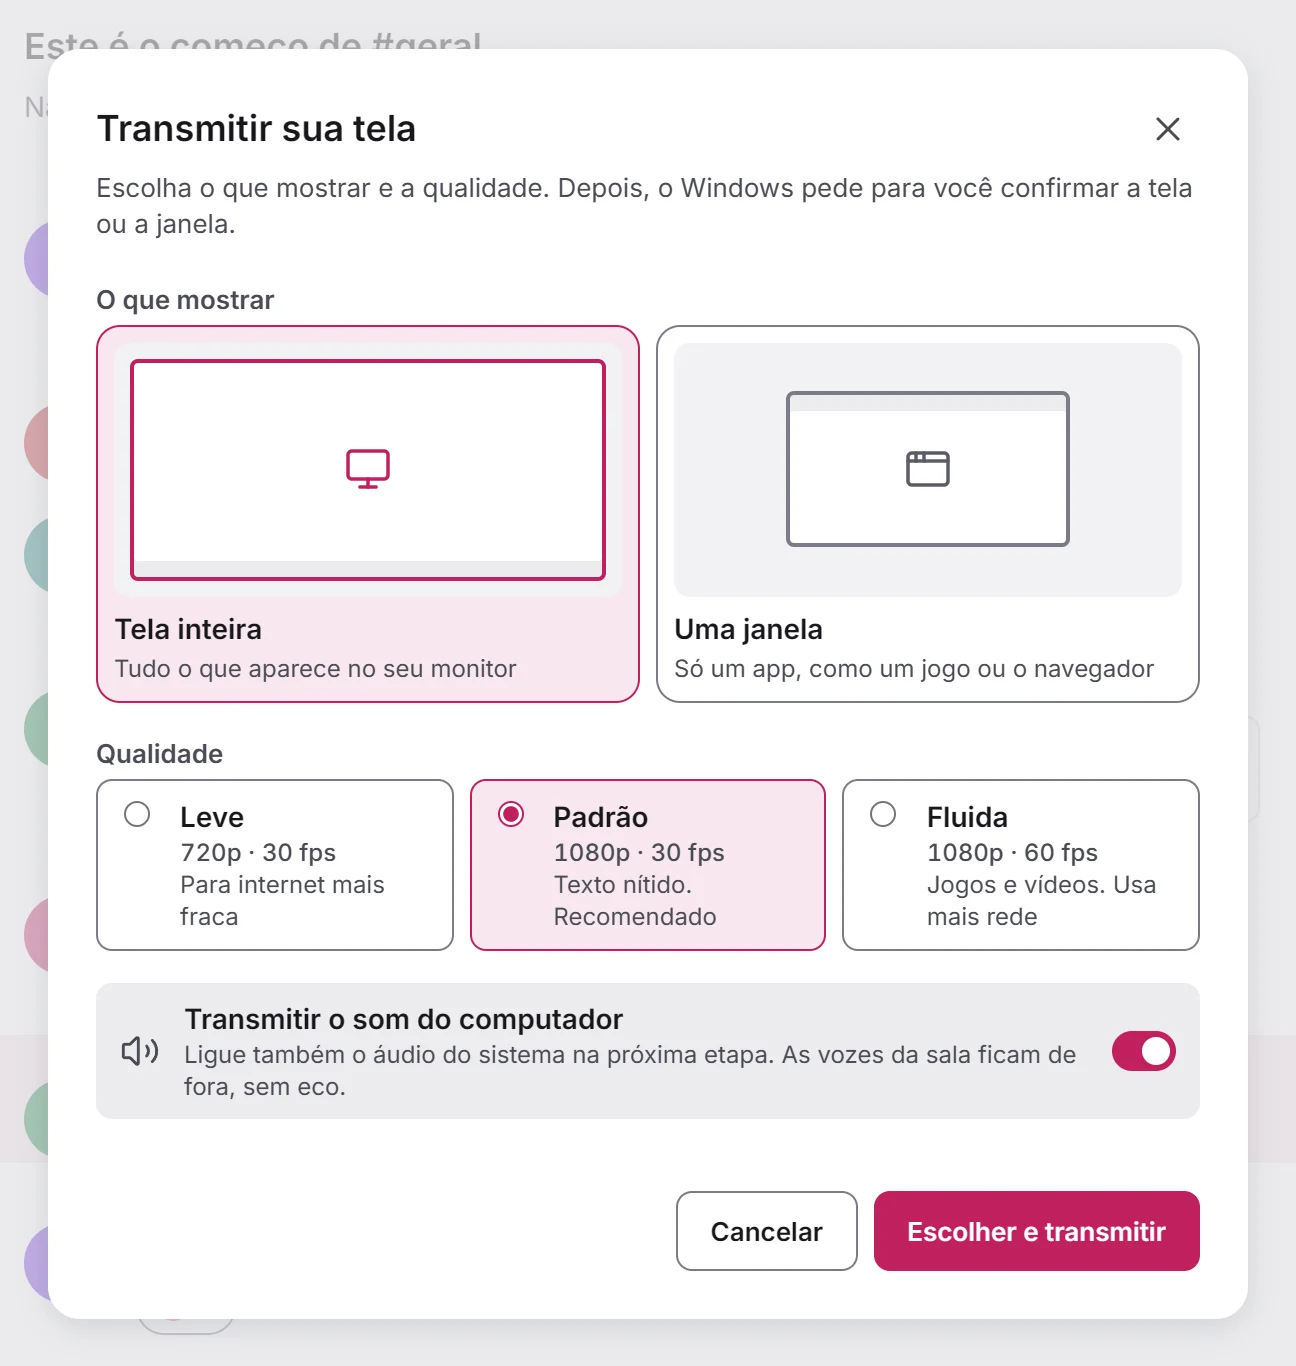 Este é o começo de #geral
Transmitir sua tela
Escolha o que mostrar e a qualidade. Depois, o Windows pede para você confirmar a tela
ou a janela.
O que mostrar
Tela inteira
Tudo o que aparece no seu monitor
Uma janela
Só um app, como um jogo ou o navegador
Qualidade
Leve
720p · 30 fps
Para internet mais
fraca
Padrão
1080p · 30 fps
Texto nítido.
Recomendado
Fluida
1080p · 60 fps
Jogos e vídeos. Usa
mais rede
Transmitir o som do computador
Ligue também o áudio do sistema na próxima etapa. As vozes da sala ficam de
fora, sem eco.
Cancelar
Escolher e transmitir